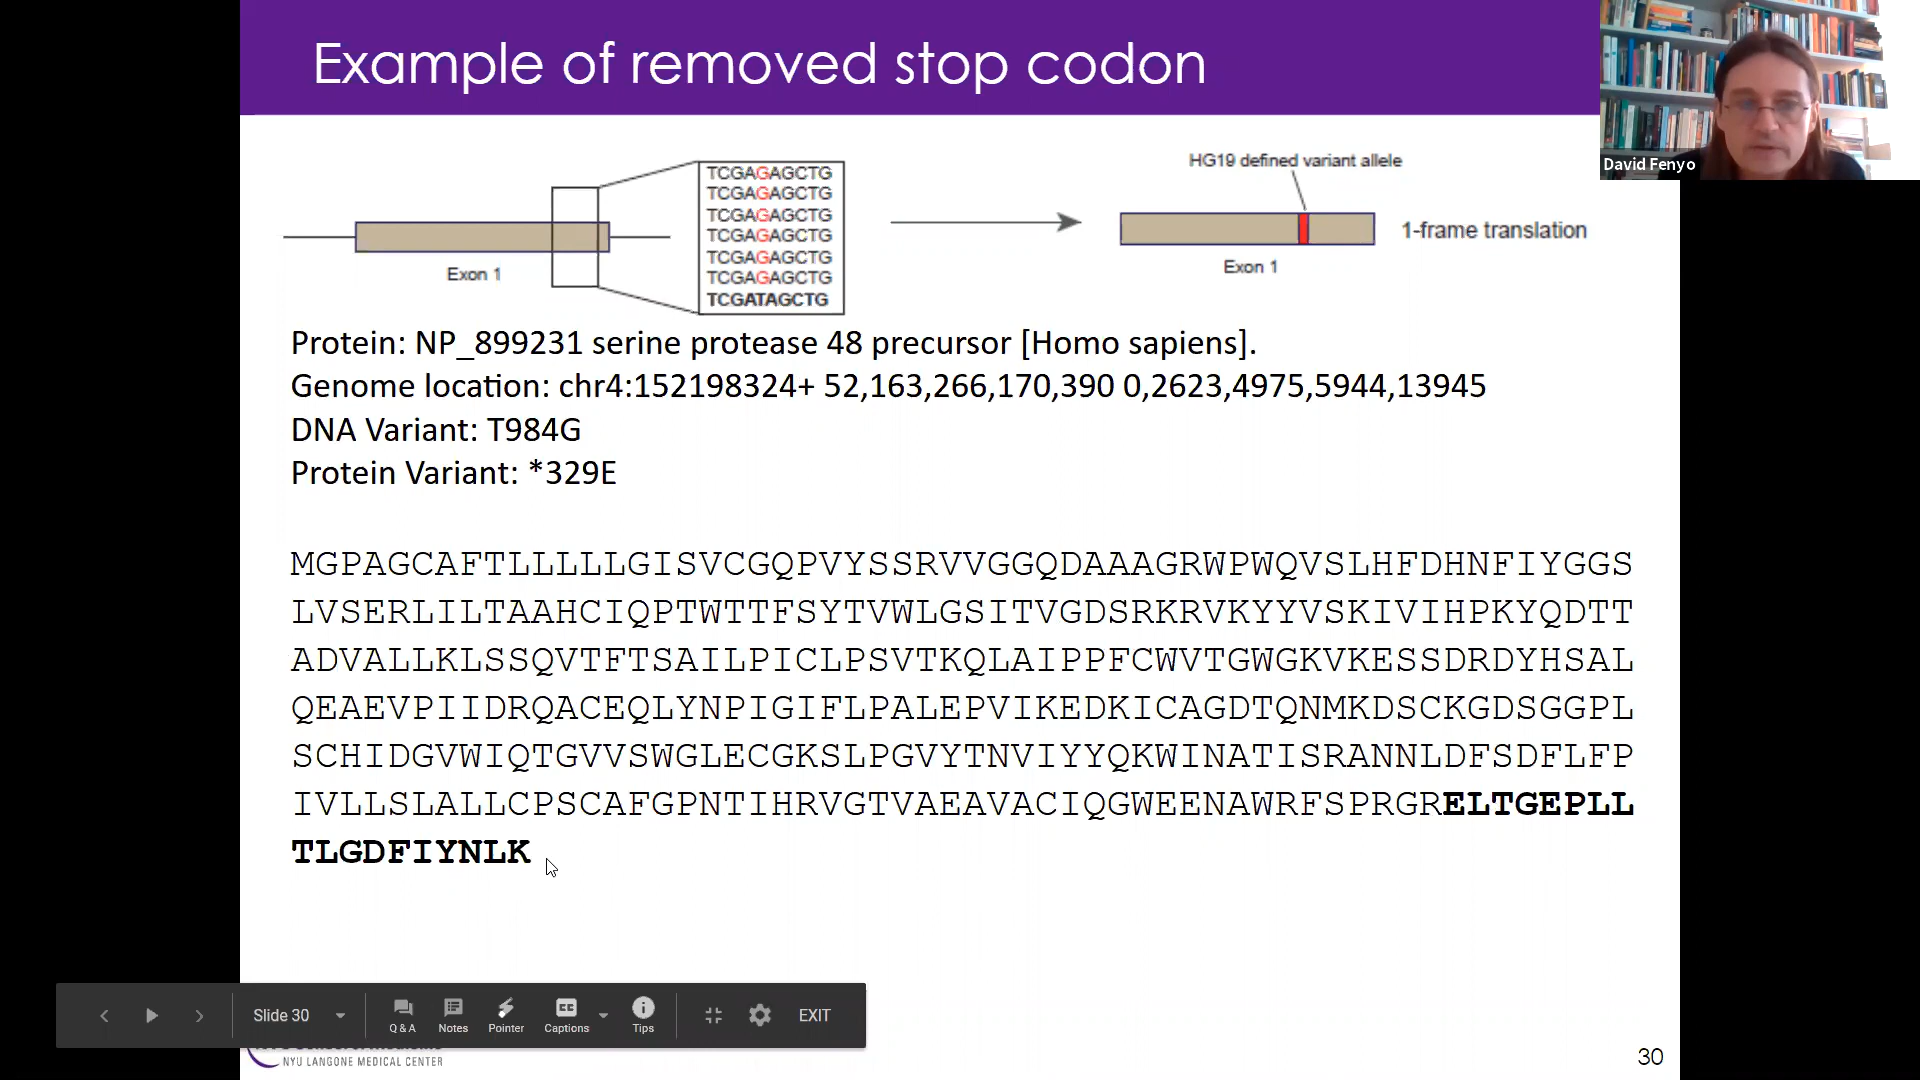 Example of removed stop codon
David Fenyo
TCGAGAGCTG
TCGAGAGCTG
TCGAGAGCTG
TCGAGAGCTG
TCGAGAGCTG
TCGAGAGCTG
TCGATAGCTG
Exon 1
HG19 defined variant allele
1-frame translation
Exon 1
Protein: NP_899231 serine protease 48 precursor [Homo sapiens].
Genome location: chr4:152198324+ 52,163,266,170,390 0,2623,4975,5944,13945
DNA Variant: T984G
Protein Variant: *329E
MGPAGCAFTLLLLLGISVCGQPVYSSRVVGGQDAAAGRWPWQVSLHFDHNFIYGGS
LVSERLILTAAHCIQPTWTTFSYTVWLGSITVGDSRKRVKYYVSKIVIHPKYQDTT
ADVALLKLSSQVTFTSAILPICLPSVTKQLAIPPFCWVTGWGKVKESSDRDYHSAL
QEAEVPIIDRQACEQLYNPIGIFLPALEPVIKEDKICAGDTQNMKDSCKGDSGGPL
SCHIDGVWIQTGVVSWGLECGKSLPGVYTNVIYYQKWINATISRANNLDFSDFLFP
IVLLSLALLCPSCAFGPNTIHRVGTVAEAVACIQGWEENAWRFSPRGRELTGEPLL
TLGDFIYNLK
Slide 30
Q & A
Notes
Pointer
CC
Captions
Tips
EXIT
NYU LANGONE MEDICAL CENTER
30